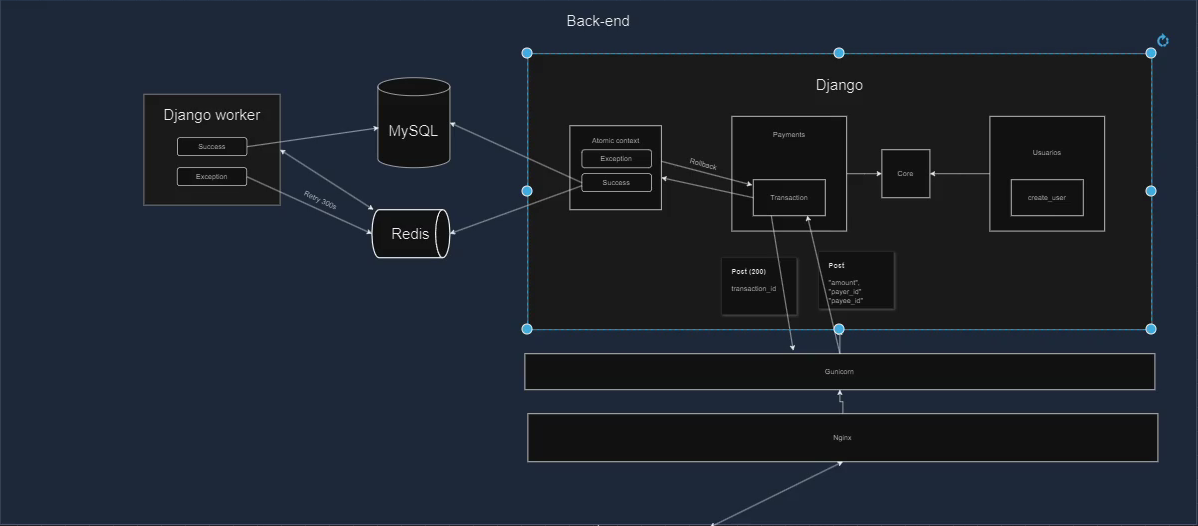 Back-end
Django worker
Success
Exception
MySQL
Redis
Retry 300s
Django
Atomic context
Exception
Success
Rollback
Payments
Transaction
Core
Usuarios
create_user
Post (200)
transaction_id
Post
"amount",
"payer_id"
"payee_id"
Gunicorn
Nginx